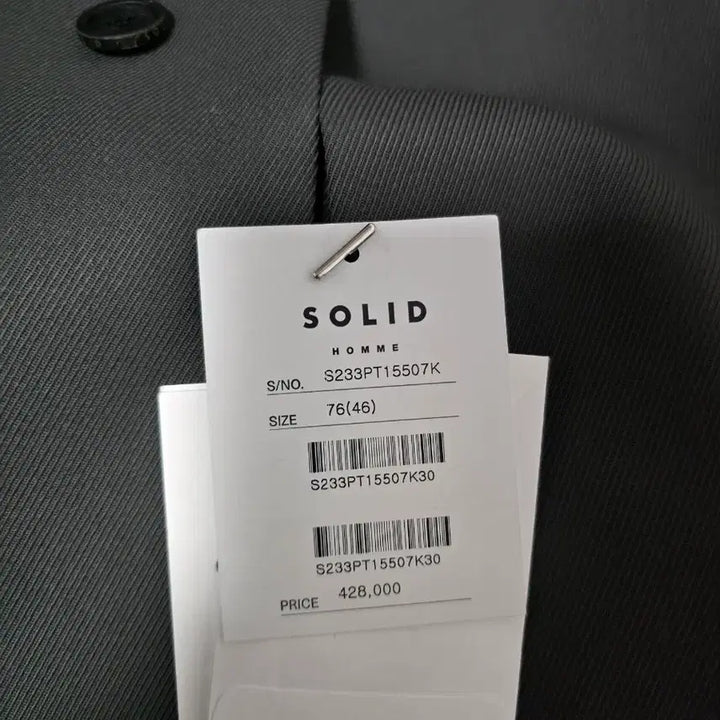 SOLID
HOMME
S/NO. S233PT15507K
SIZE 76(46)
S233PT15507K30
S233PT15507K30
PRICE 428,000